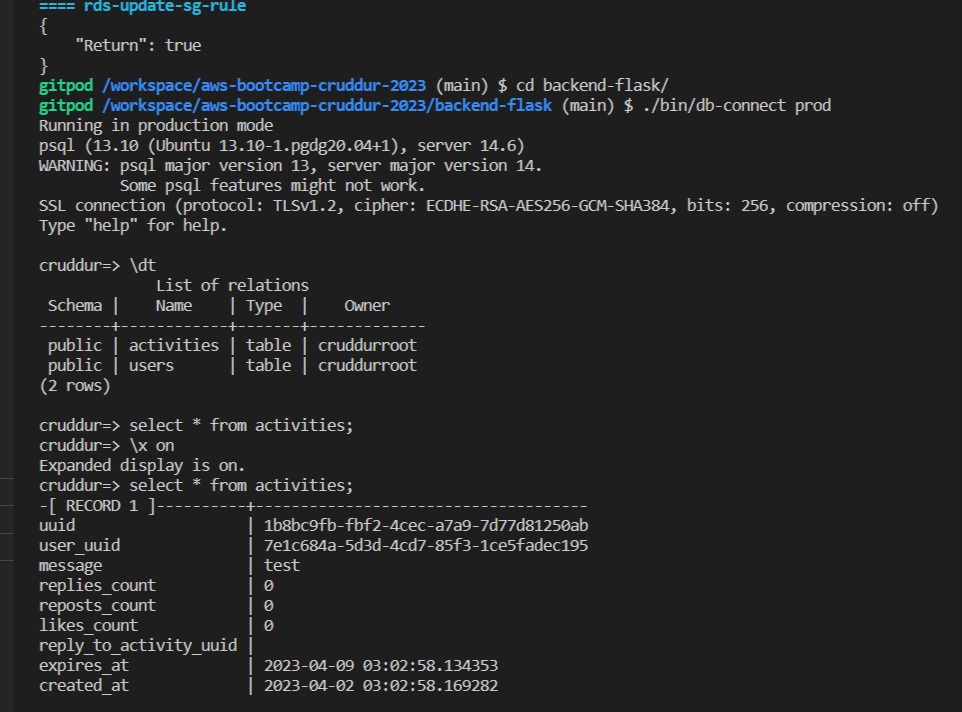 ==== rds-update-sg-rule
{
    "Return": true
}
gitpod /workspace/aws-bootcamp-cruddur-2023 (main) $ cd backend-flask/
gitpod /workspace/aws-bootcamp-cruddur-2023/backend-flask (main) $ ./bin/db-connect prod
Running in production mode
psql (13.10 (Ubuntu 13.10-1.pgdg20.04+1), server 14.6)
WARNING: psql major version 13, server major version 14.
         Some psql features might not work.
SSL connection (protocol: TLSv1.2, cipher: ECDHE-RSA-AES256-GCM-SHA384, bits: 256, compression: off)
Type "help" for help.

cruddur=> \dt
             List of relations
 Schema |    Name    | Type  |    Owner
--------+------------+-------+-------------
 public | activities | table | cruddurroot
 public | users      | table | cruddurroot
(2 rows)

cruddur=> select * from activities;
cruddur=> \x on
Expanded display is on.
cruddur=> select * from activities;
-[ RECORD 1 ]----------+-------------------------------------
uuid                   | 1b8bc9fb-fbf2-4cec-a7a9-7d77d81250ab
user_uuid              | 7e1c684a-5d3d-4cd7-85f3-1ce5fadec195
message                | test
replies_count          | 0
reposts_count          | 0
likes_count            | 0
reply_to_activity_uuid |
expires_at             | 2023-04-09 03:02:58.134353
created_at             | 2023-04-02 03:02:58.169282